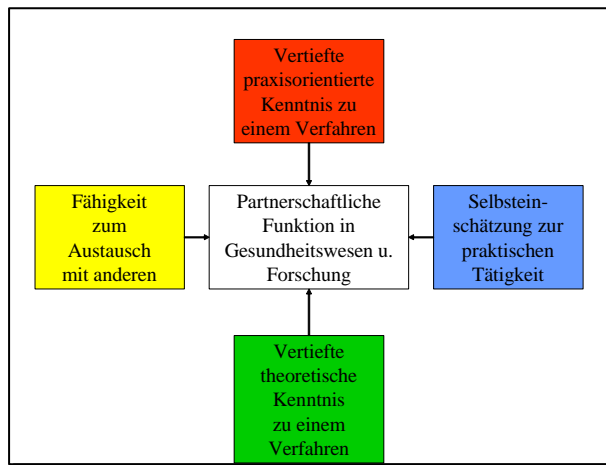 Vertiefte
praxisorientierte
Kenntnis zu
einem Verfahren
Fähigkeit
zum
Austausch
mit anderen
Partnerschaftliche
Funktion in
Gesundheitswesen u.
Forschung
Selbstein-
schätzung zur
praktischen
Tätigkeit
Vertiefte
theoretische
Kenntnis
zu einem
Verfahren